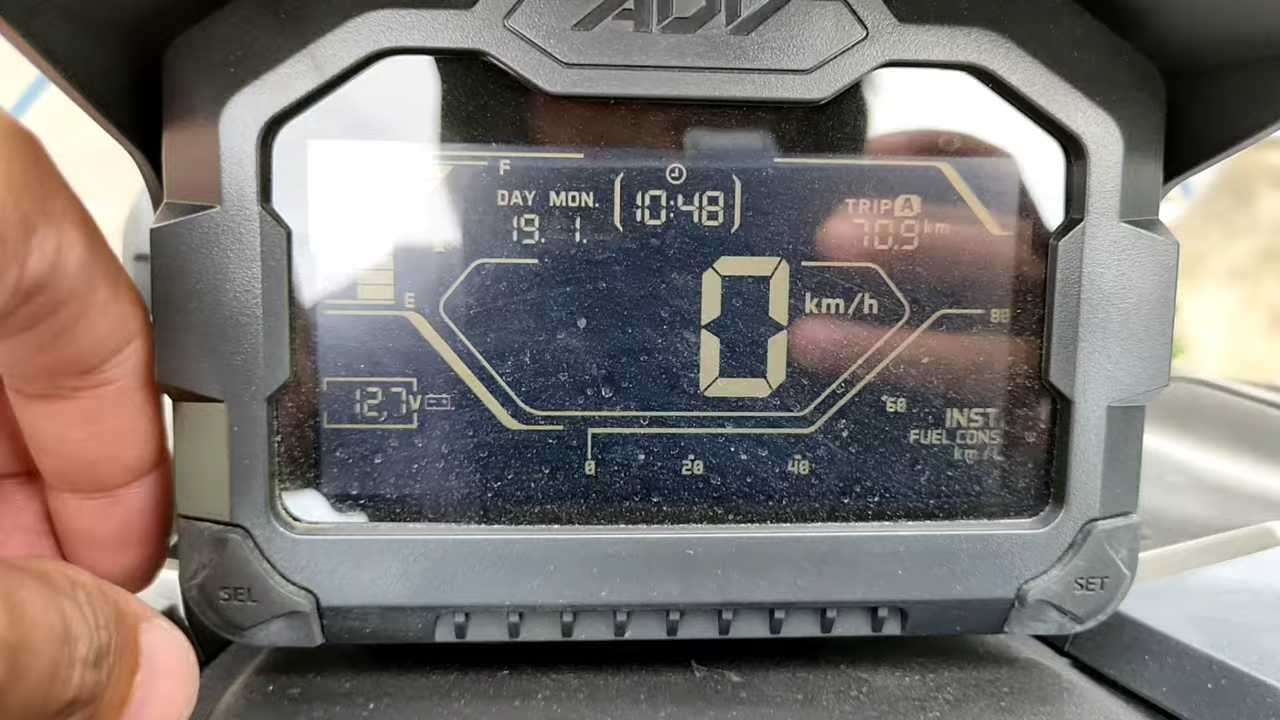 ADV
F
DAY MON.
19. 1.
10:48
TRIP A
70.9 km
E
0 km/h
80
12.7V
60
INST.
FUEL CONS
km/L
0 20 40
SEL
SET